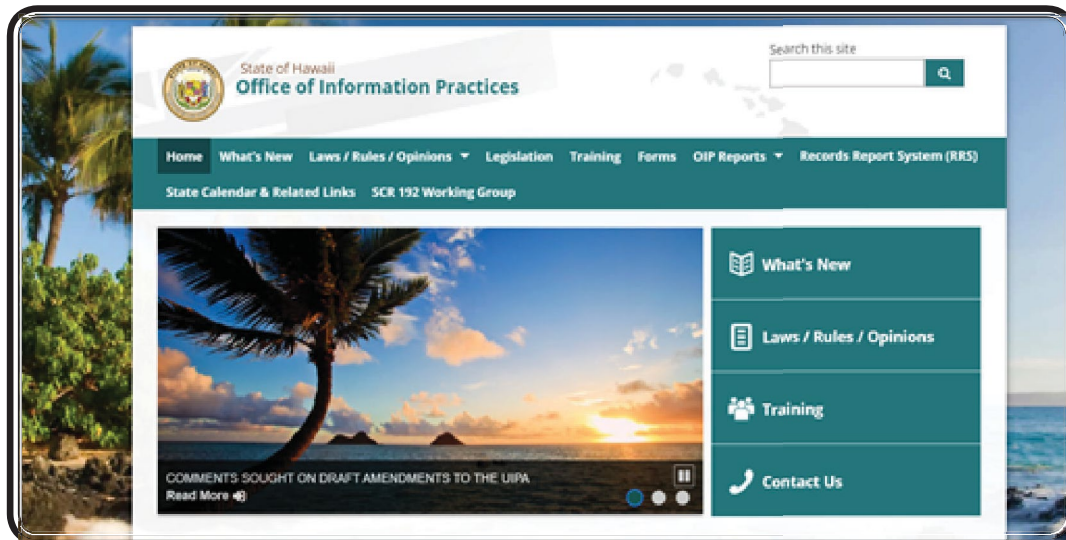 State of Hawaii
Office of Information Practices
Search this site
Home What's New Laws / Rules / Opinions Legislation Training Forms OIP Reports Records Report System (RRS)
State Calendar & Related Links SCR 192 Working Group
What's New
Laws / Rules / Opinions
Training
Contact Us
COMMENTS SOUGHT ON DRAFT AMENDMENTS TO THE UIPA
Read More